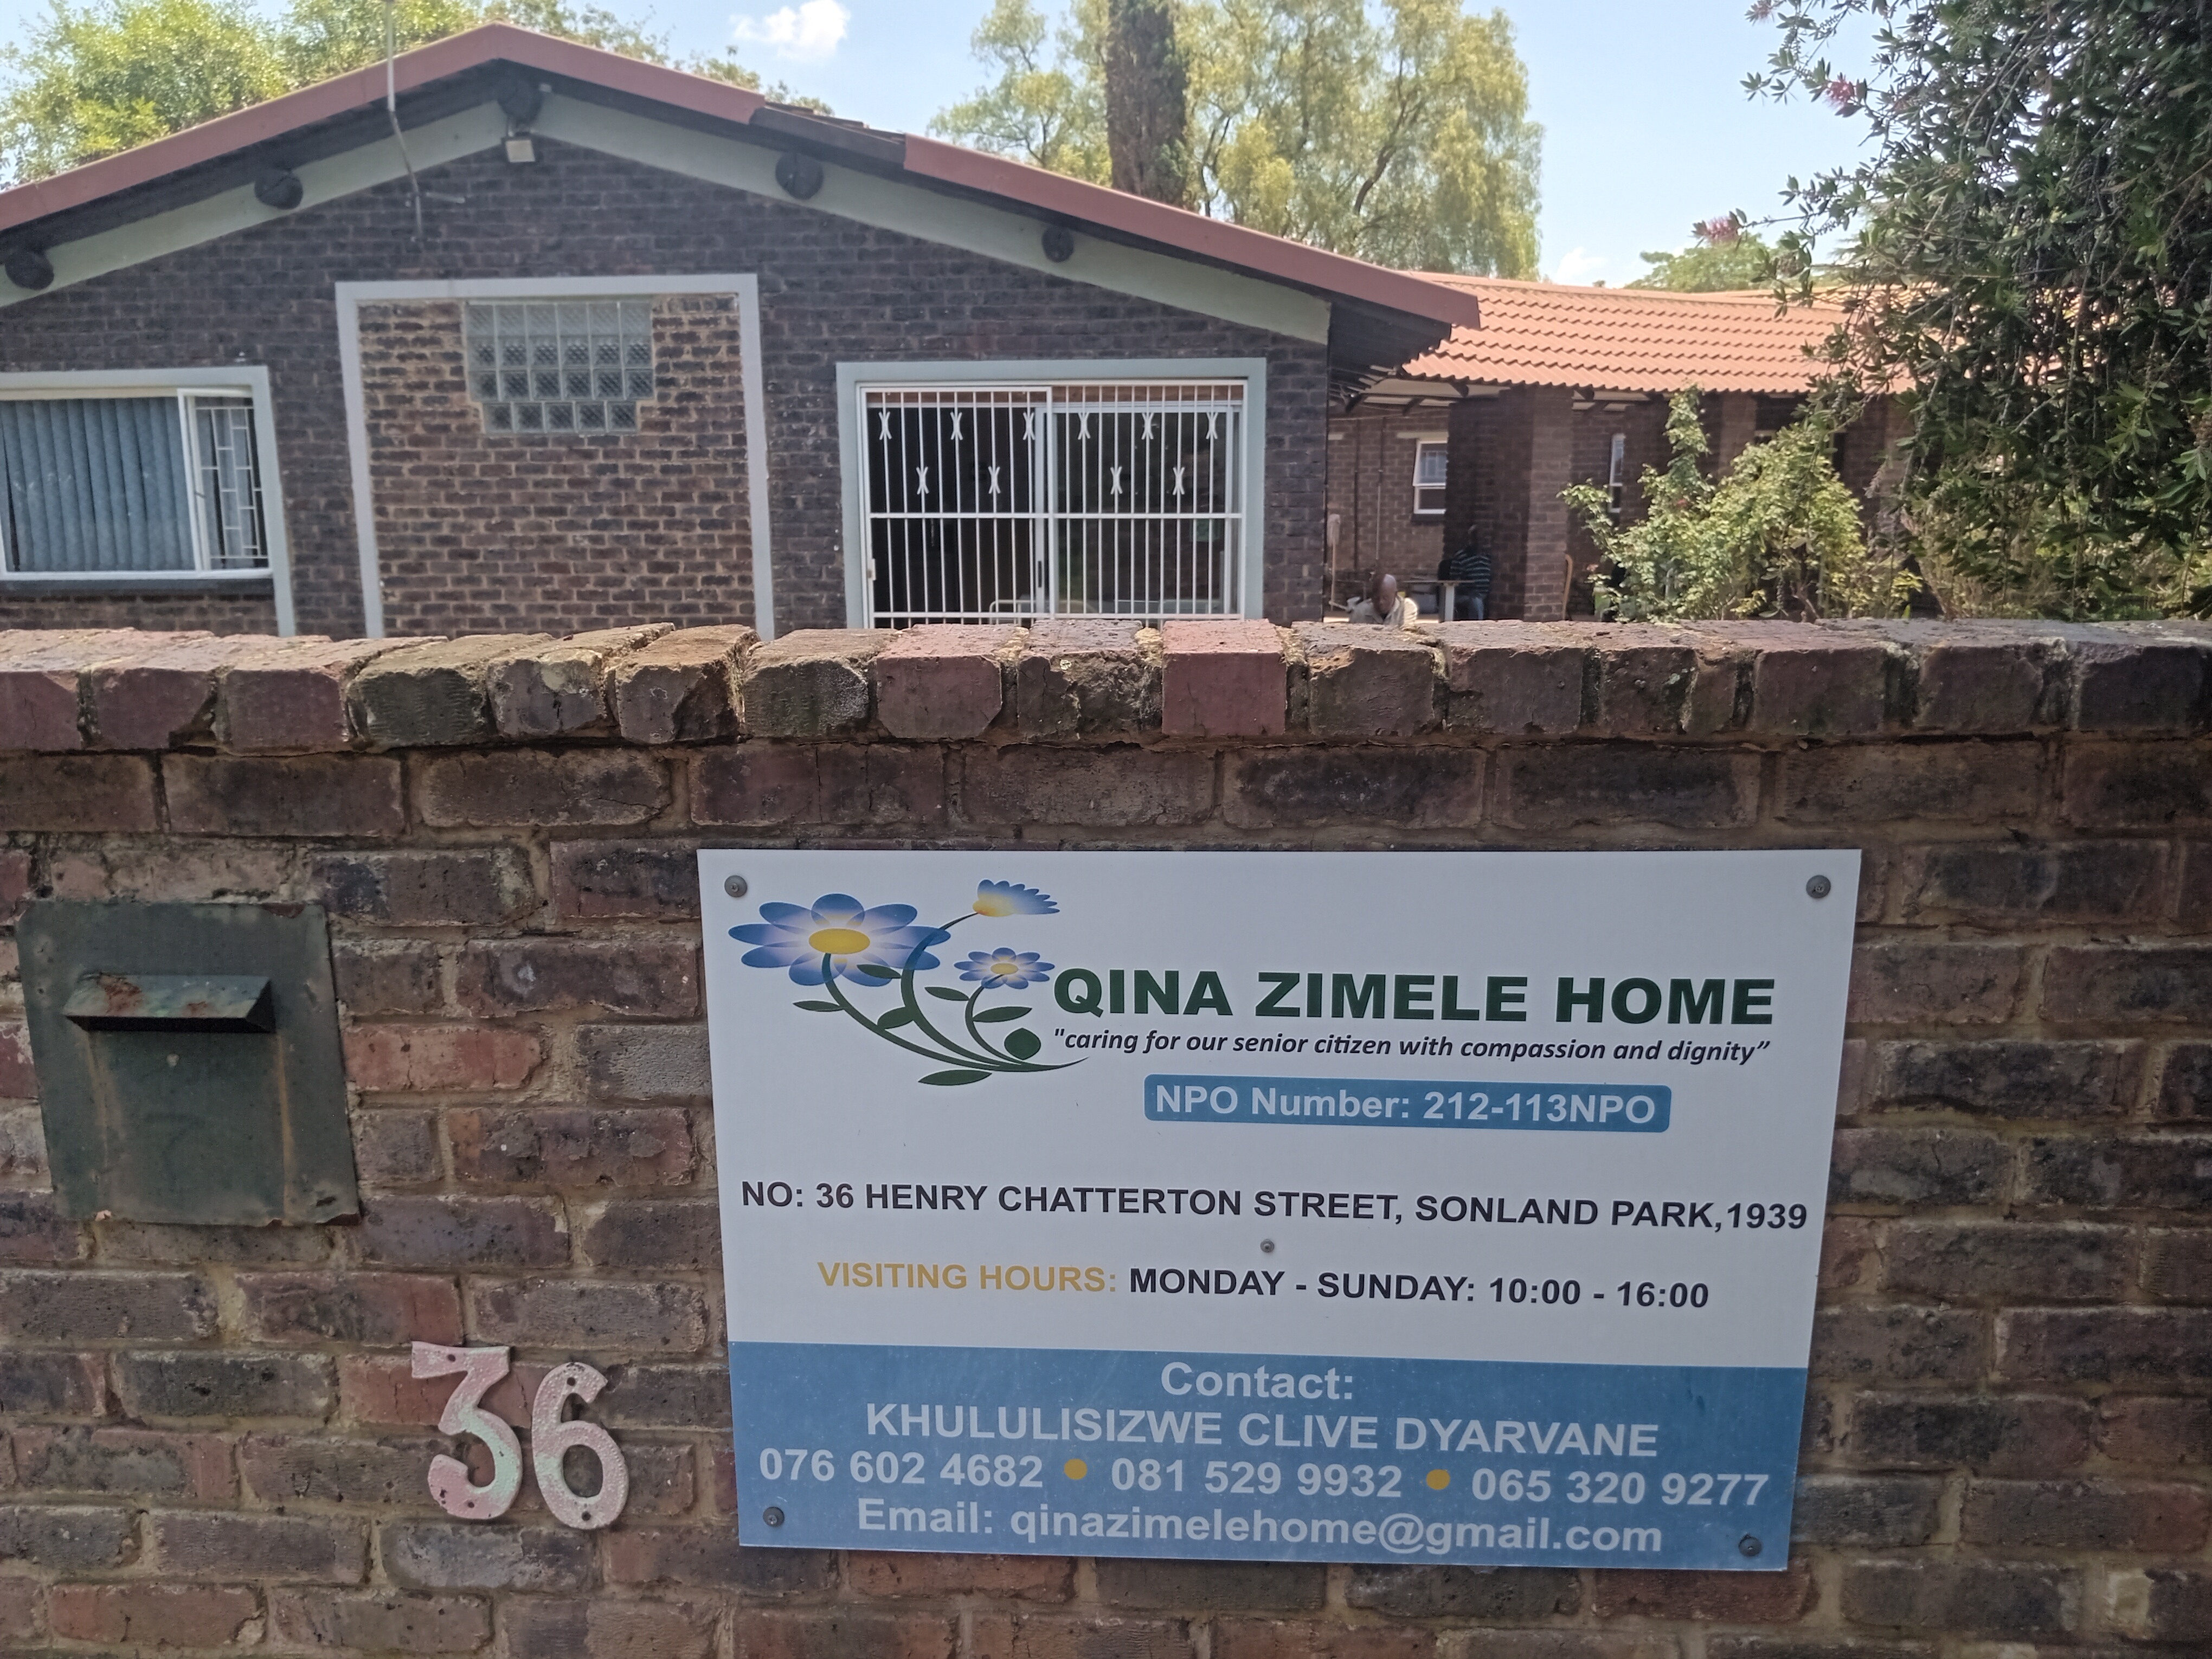 QINA ZIMELE HOME
"caring for our senior citizen with compassion and dignity"
NPO Number: 212-113NPO
NO: 36 HENRY CHATTERTON STREET, SONLAND PARK,1939
VISITING HOURS: MONDAY - SUNDAY: 10:00 - 16:00
Contact:
KHULULISIZWE CLIVE DYARVANE
076 602 4682 • 081 529 9932 • 065 320 9277
Email: qinazimelehome@gmail.com
36